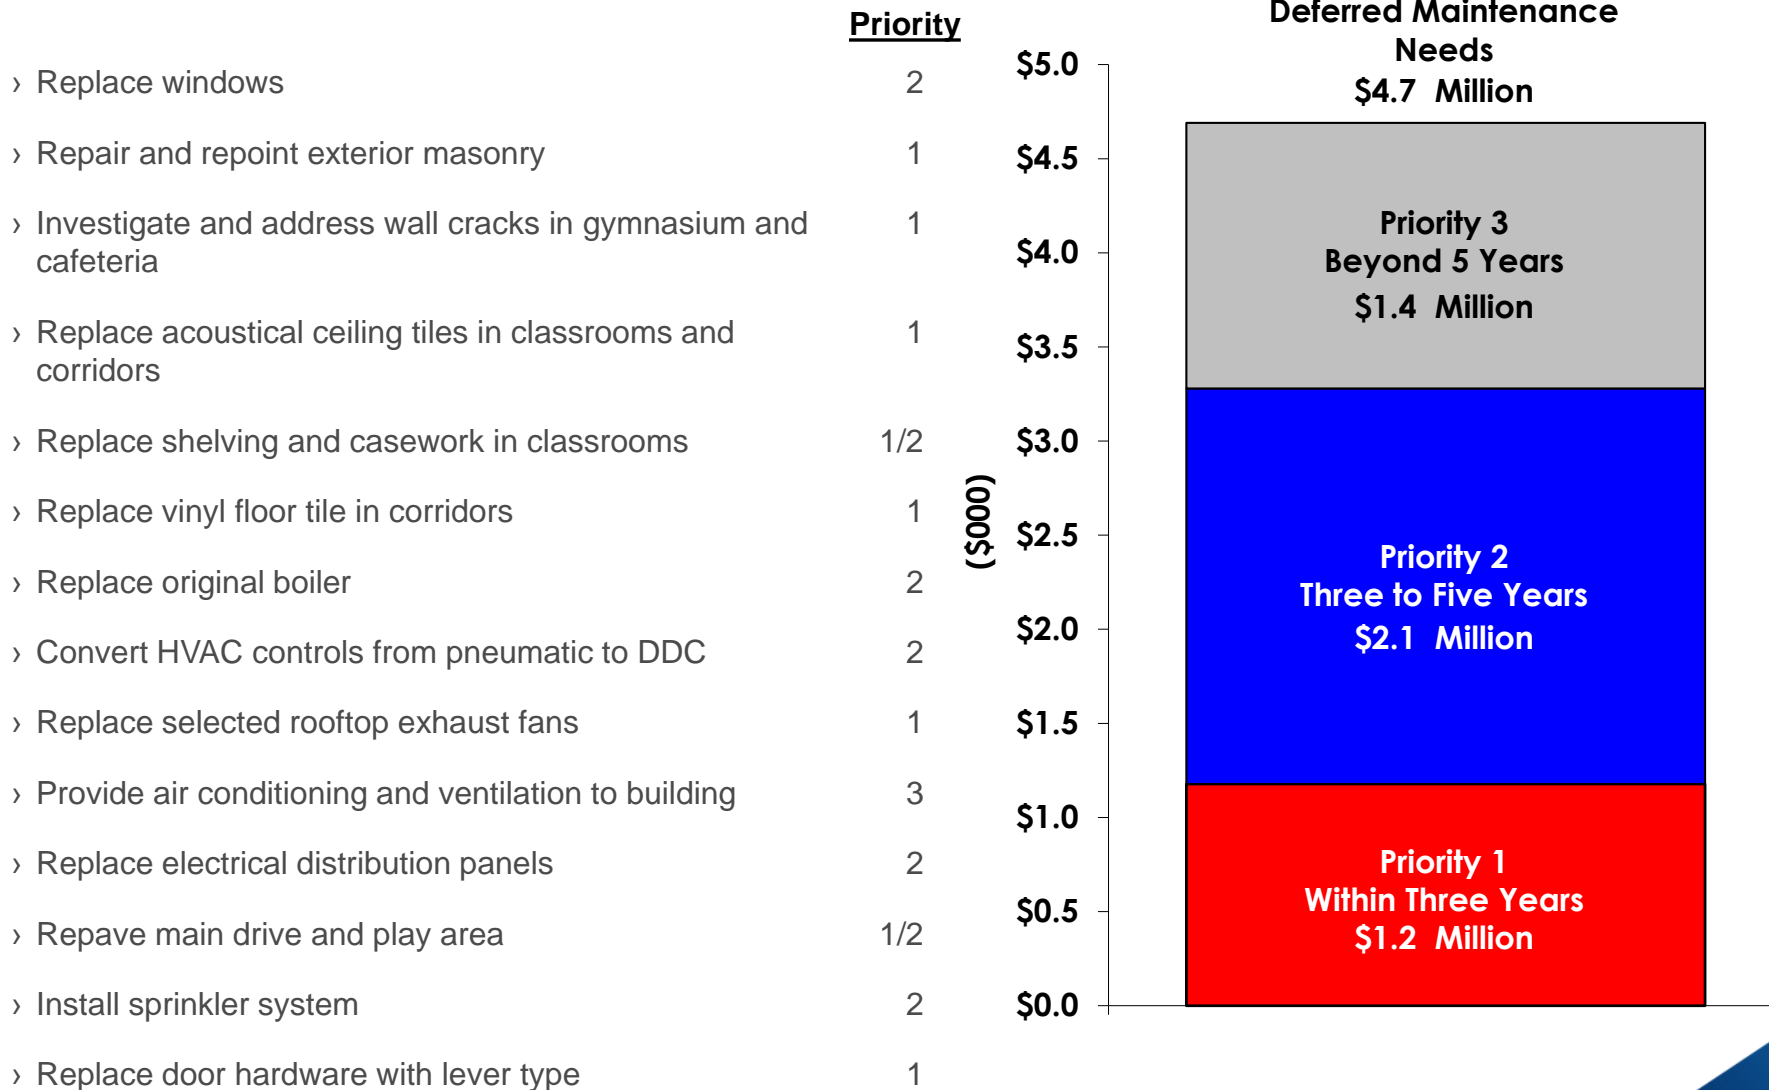 Priority
› Replace windows 2
› Repair and repoint exterior masonry 1
› Investigate and address wall cracks in gymnasium and 1
cafeteria
› Replace acoustical ceiling tiles in classrooms and 1
corridors
› Replace shelving and casework in classrooms 1/2
› Replace vinyl floor tile in corridors 1
› Replace original boiler 2
› Convert HVAC controls from pneumatic to DDC 2
› Replace selected rooftop exhaust fans 1
› Provide air conditioning and ventilation to building 3
› Replace electrical distribution panels 2
› Repave main drive and play area 1/2
› Install sprinkler system 2
› Replace door hardware with lever type 1
Deferred Maintenance
Needs
$4.7 Million
($000)
$5.0
$4.5
$4.0
$3.5
$3.0
$2.5
$2.0
$1.5
$1.0
$0.5
$0.0
Priority 3
Beyond 5 Years
$1.4 Million
Priority 2
Three to Five Years
$2.1 Million
Priority 1
Within Three Years
$1.2 Million